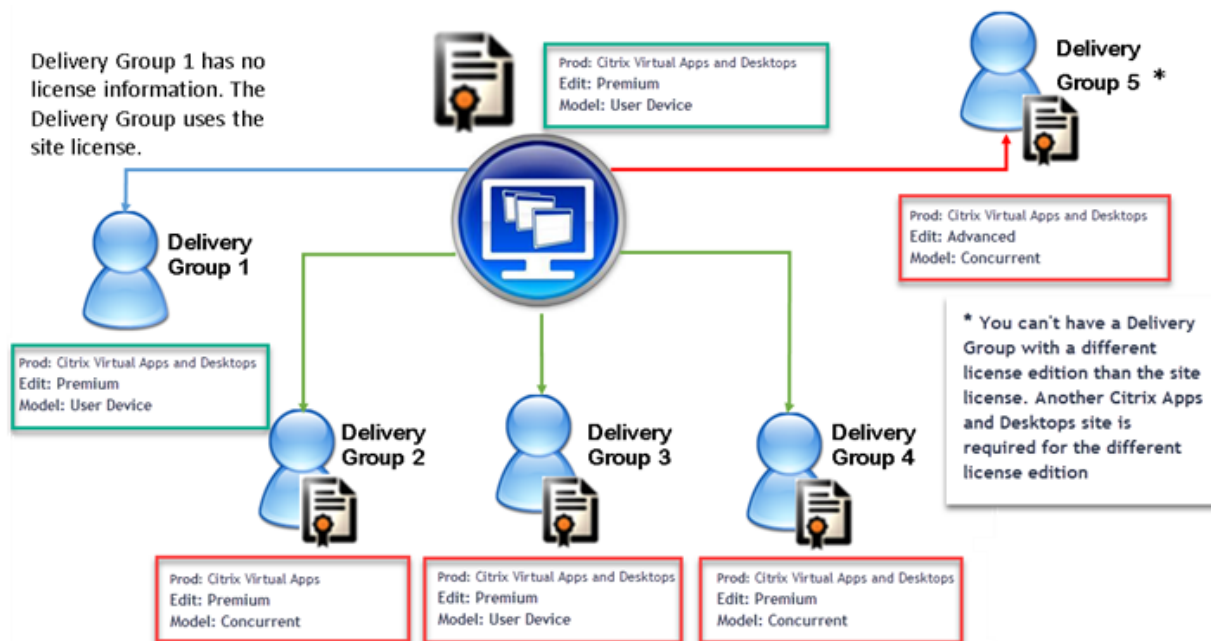 Delivery Group 1 has no
license information. The
Delivery Group uses the
site license.
Prod: Citrix Virtual Apps and Desktops
Edit: Premium
Model: User Device
Delivery
Group 5 *
Prod: Citrix Virtual Apps and Desktops
Edit: Advanced
Model: Concurrent
Delivery
Group 1
Prod: Citrix Virtual Apps and Desktops
Edit: Premium
Model: User Device
* You can't have a Delivery
Group with a different
license edition than the site
license. Another Citrix Apps
and Desktops site is
required for the different
license edition
Delivery
Group 2
Delivery
Group 3
Delivery
Group 4
Prod: Citrix Virtual Apps
Edit: Premium
Model: Concurrent
Prod: Citrix Virtual Apps and Desktops
Edit: Premium
Model: User Device
Prod: Citrix Virtual Apps and Desktops
Edit: Premium
Model: Concurrent